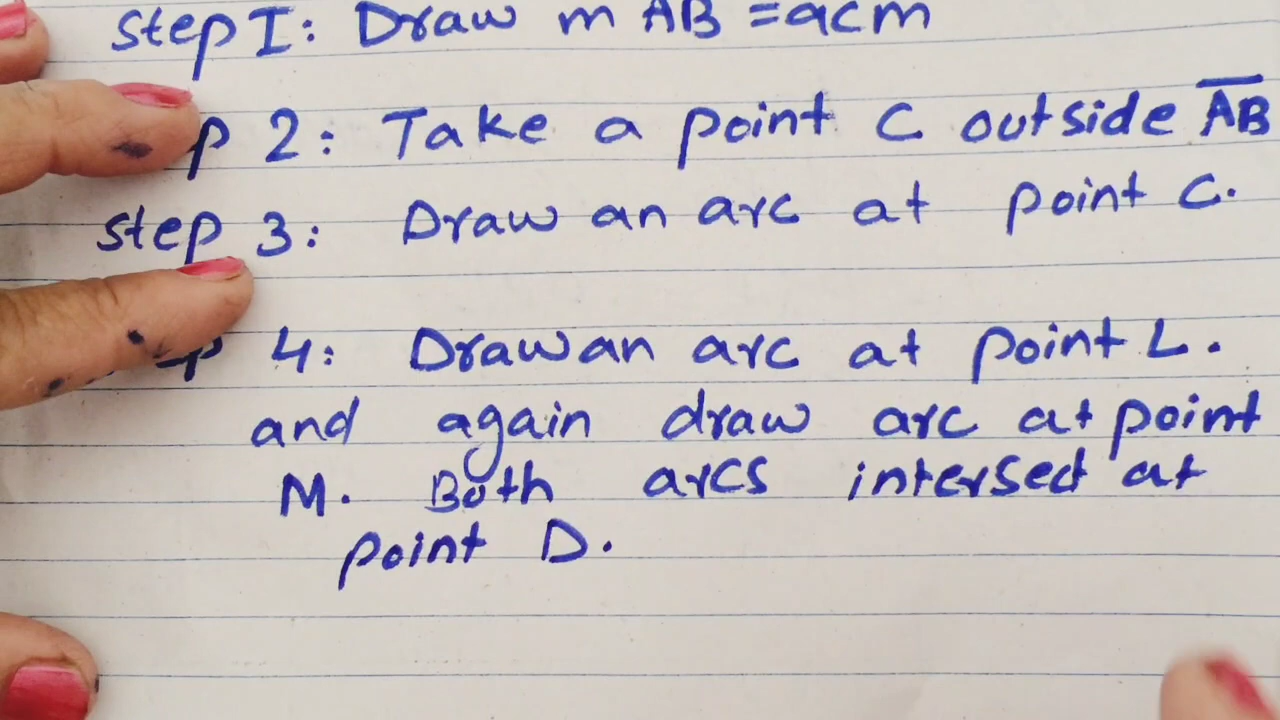 step I: Draw m AB = 9cm
p 2: Take a point C outside AB
step 3: Draw an arc at point C.
p 4: Draw an arc at point L.
and again draw arc at point
M. Both arcs intersect at
point D.